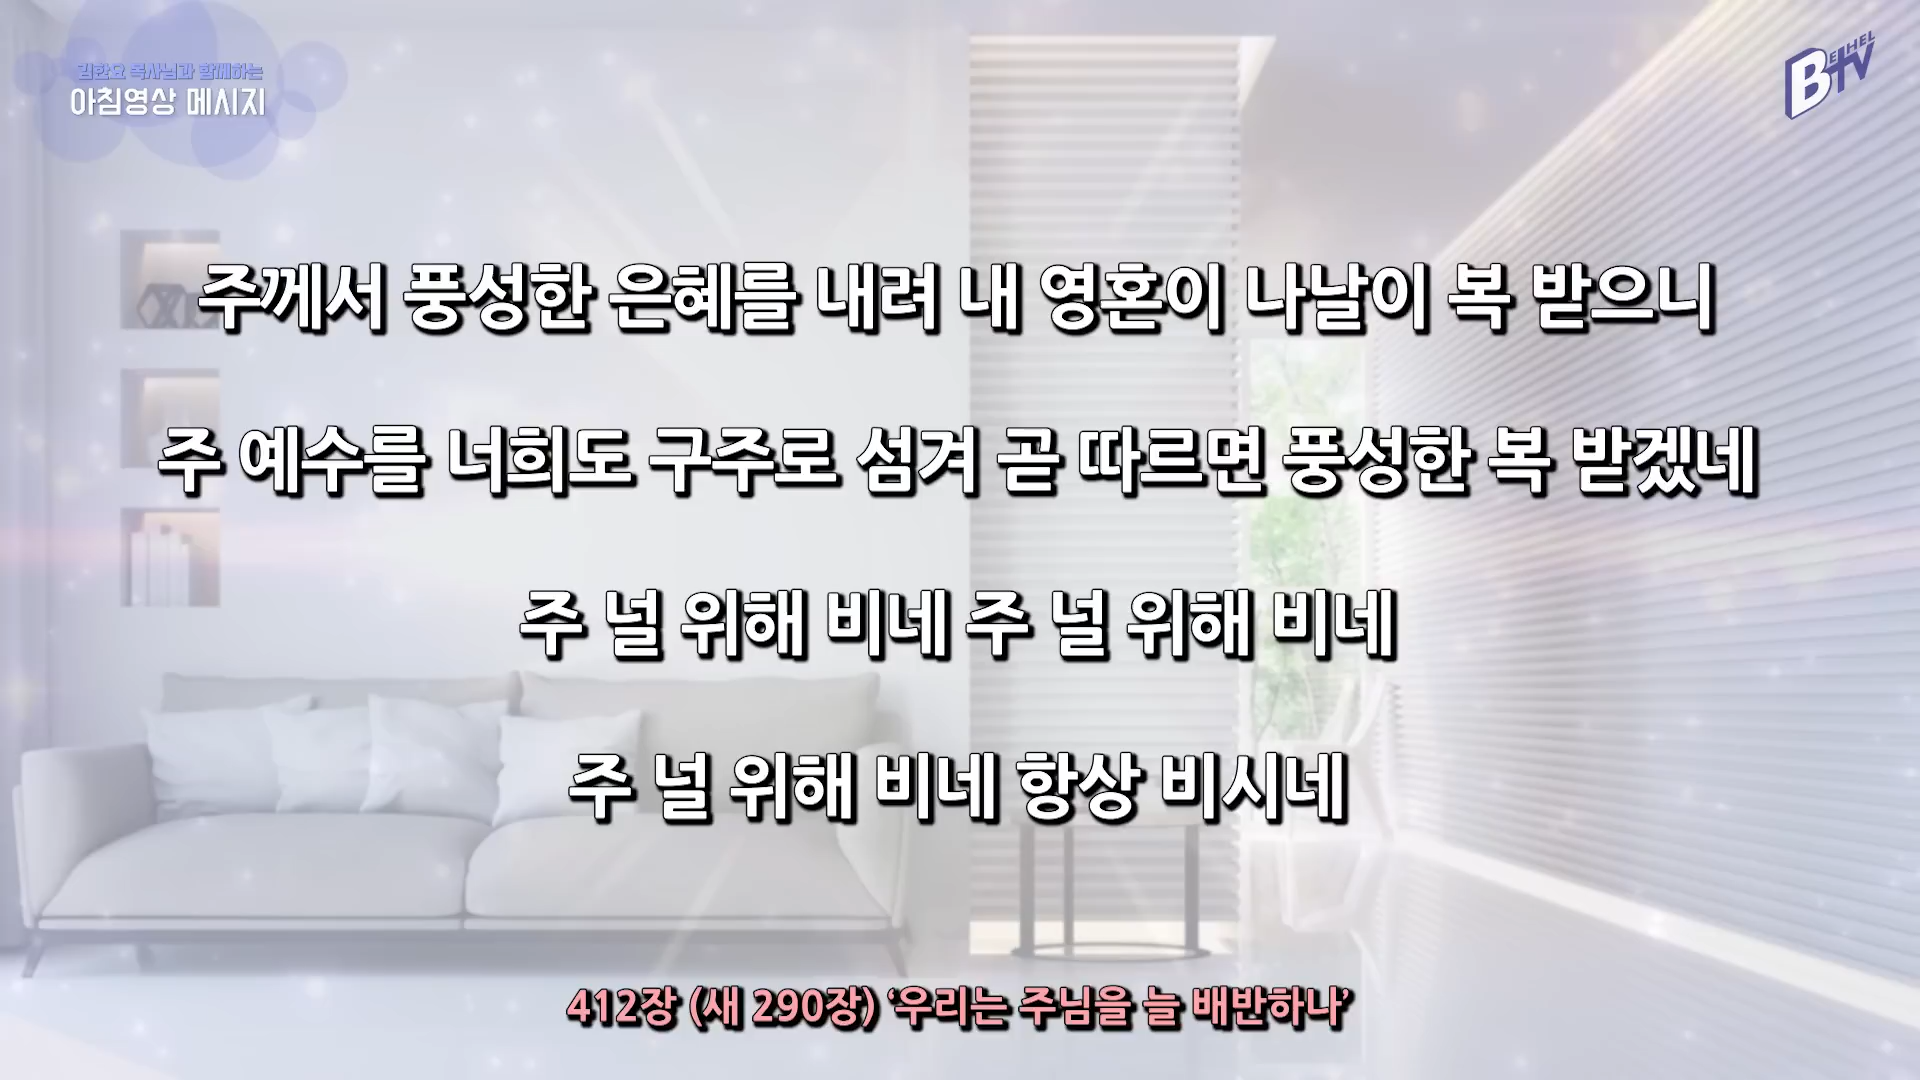 김한요 목사님과 함께하는
아침영상 메시지
BETHEL TV
주께서 풍성한 은혜를 내려 내 영혼이 나날이 복 받으니
주 예수를 너희도 구주로 섬겨 곧 따르면 풍성한 복 받겠네
주 널 위해 비네 주 널 위해 비네
주 널 위해 비네 항상 비시네
412장 (새 290장) ‘우리는 주님을 늘 배반하나’